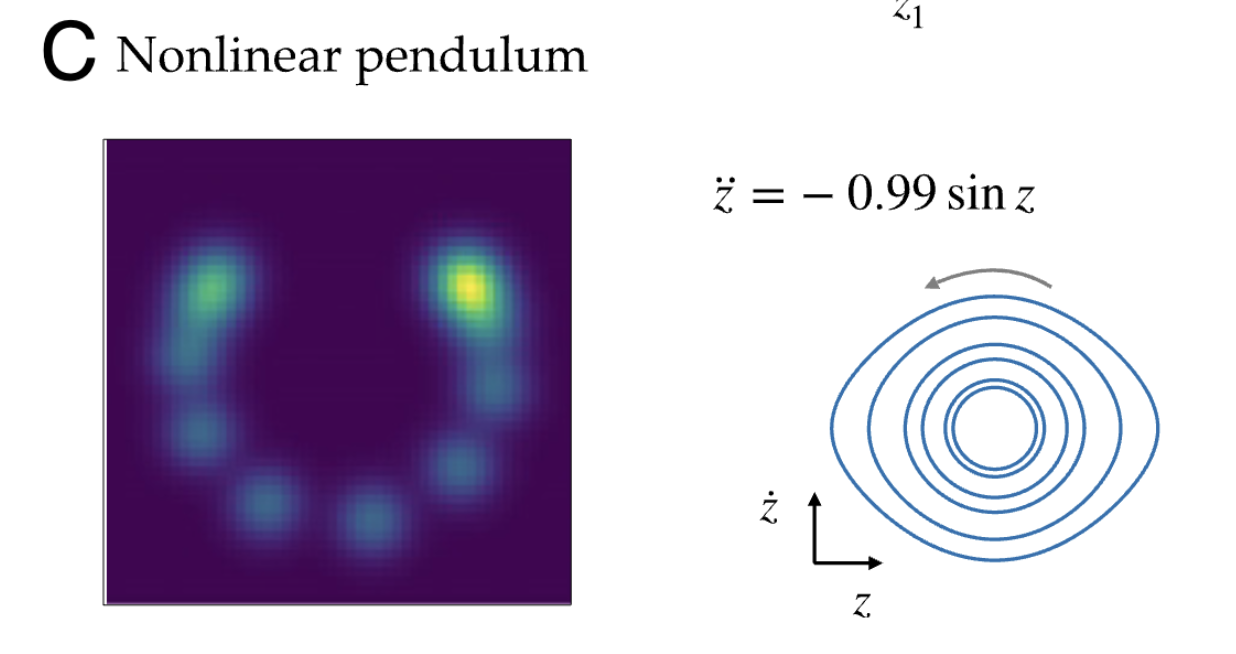 z₁
C Nonlinear pendulum
z̈ = − 0.99 sin z
ż
z